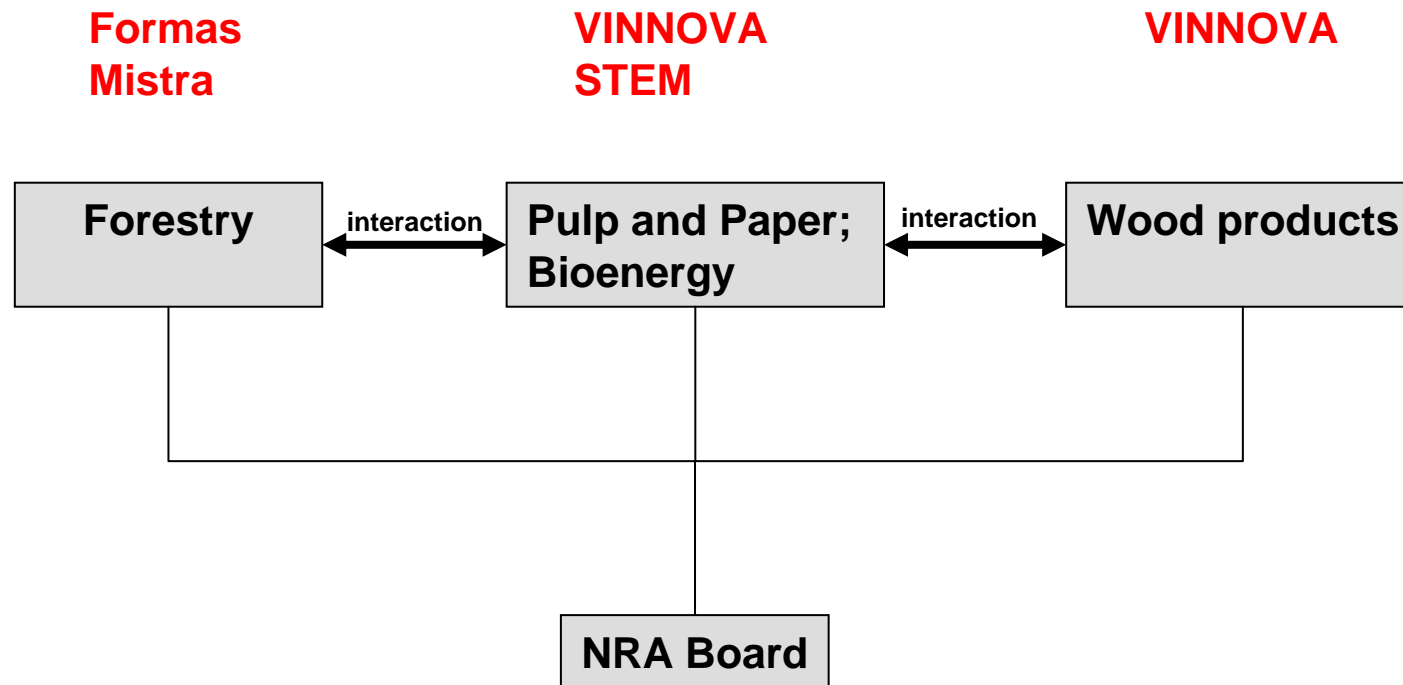 Formas
Mistra
VINNOVA
STEM
VINNOVA
Forestry
interaction
Pulp and Paper;
Bioenergy
interaction
Wood products
NRA Board